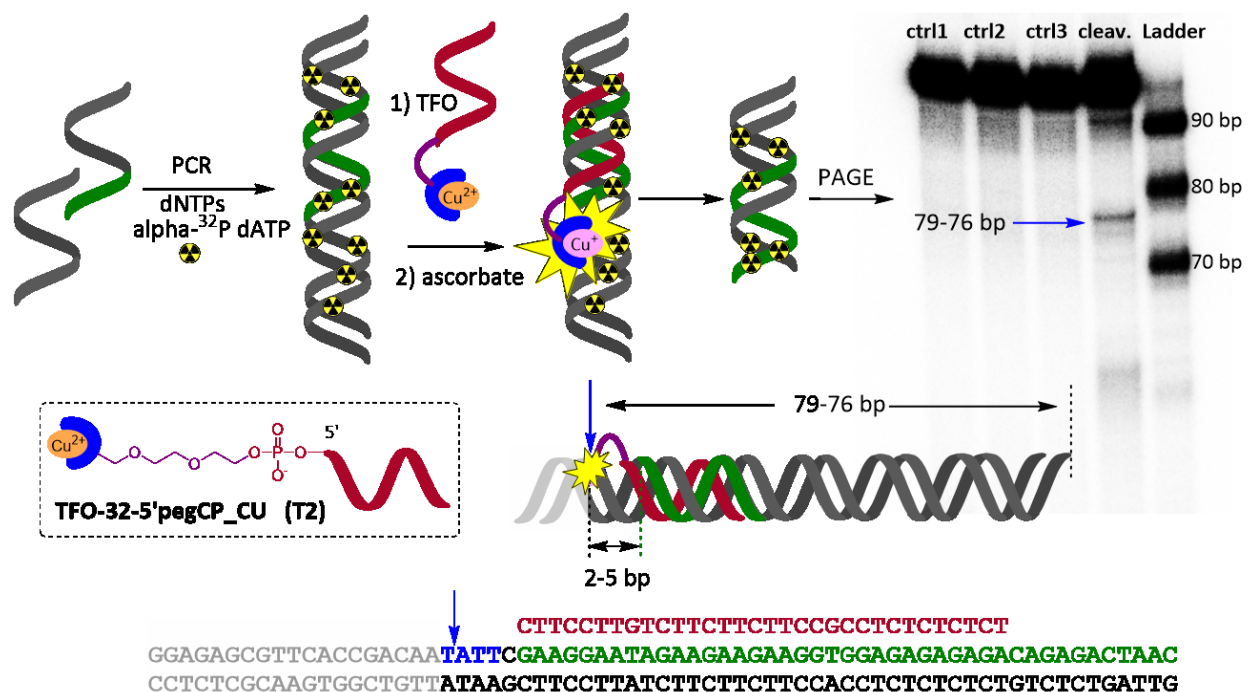 ctrl1 ctrl2 ctrl3 cleav. Ladder
1) TFO
PCR
dNTPs
alpha-³²P dATP
Cu²⁺
2) ascorbate
Cu⁺
PAGE
90 bp
80 bp
79-76 bp
70 bp
79-76 bp
Cu²⁺
O
O
O
O
P
O⁻
O
5'
TFO-32-5'pegCP_CU (T2)
2-5 bp
CTTCCTTGTCTTCTTCTTCCGCCTCTCTCTCT
GGAGAGCGTTCACCGACAATATTCGAAGGAATAGAAGAAGAAGGTGGAGAGAGAGACAGAGACTAAC
CCTCTCGCAAGTGGCTGTTATAAGCTTCCTTATCTTCTTCTTCCACCTCTCTCTCTGTCTCTGATTG